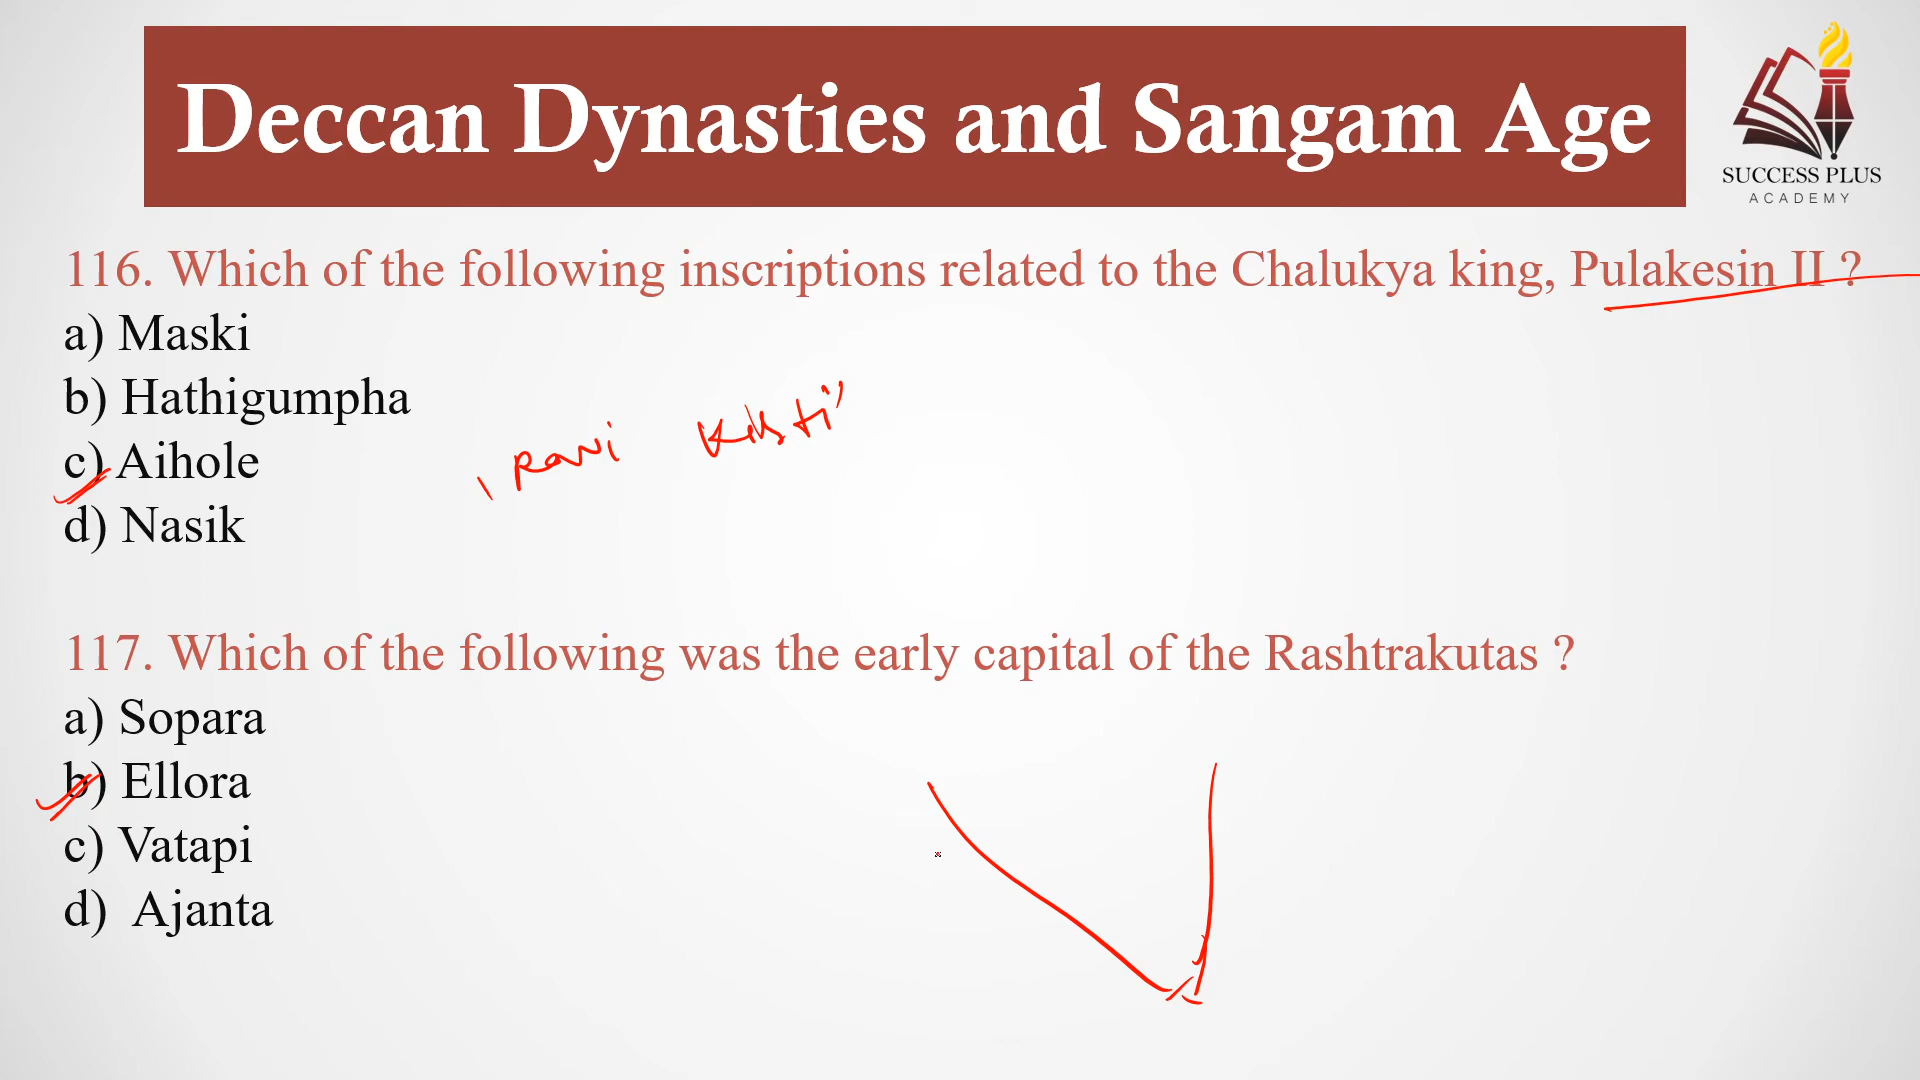 Deccan Dynasties and Sangam Age
SUCCESS PLUS
ACADEMY
116. Which of the following inscriptions related to the Chalukya king, Pulakesin II ?
a) Maski
b) Hathigumpha
c) Aihole
d) Nasik
Ravi
117. Which of the following was the early capital of the Rashtrakutas ?
a) Sopara
b) Ellora
c) Vatapi
d) Ajanta